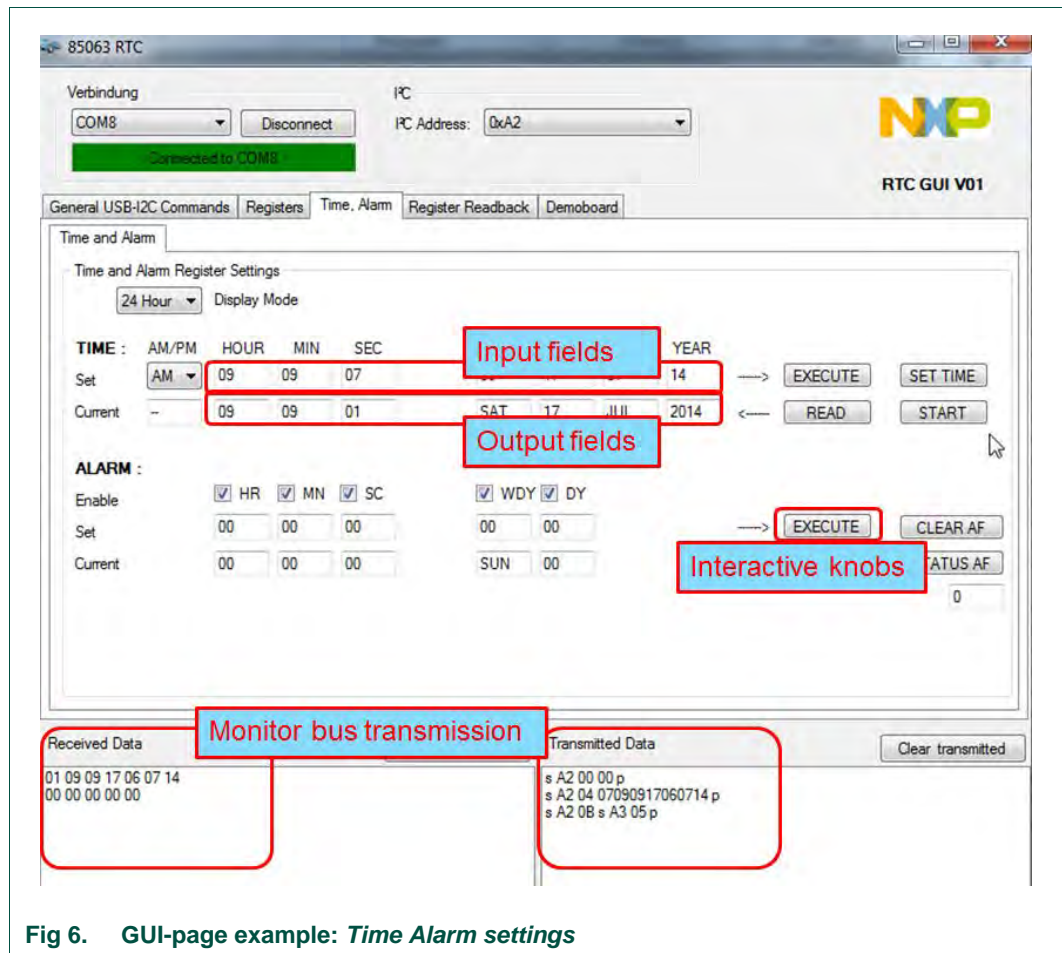 85063 RTC
Verbindung
I²C
COM8
Disconnect
I²C Address:
0xA2
Connected to COM8
NXP
RTC GUI V01
General USB-I2C Commands
Registers
Time, Alarm
Register Readback
Demoboard
Time and Alarm
Time and Alarm Register Settings
24 Hour
Display Mode
TIME : AM/PM HOUR MIN SEC YEAR
Input fields
Set AM 09 09 07 14 ----> EXECUTE SET TIME
Current -- 09 09 01 SAT 17 JUL 2014 <---- READ START
Output fields
ALARM :
Enable HR MN SC WDY DY
Set 00 00 00 00 00 ----> EXECUTE CLEAR AF
Current 00 00 00 SUN 00 TATUS AF
Interactive knobs
0
Monitor bus transmission
Received Data
Transmitted Data
Clear transmitted
01 09 09 17 06 07 14
00 00 00 00 00
s A2 00 00 p
s A2 04 07090917060714 p
s A2 0B s A3 05 p
Fig 6. GUI-page example: Time Alarm settings